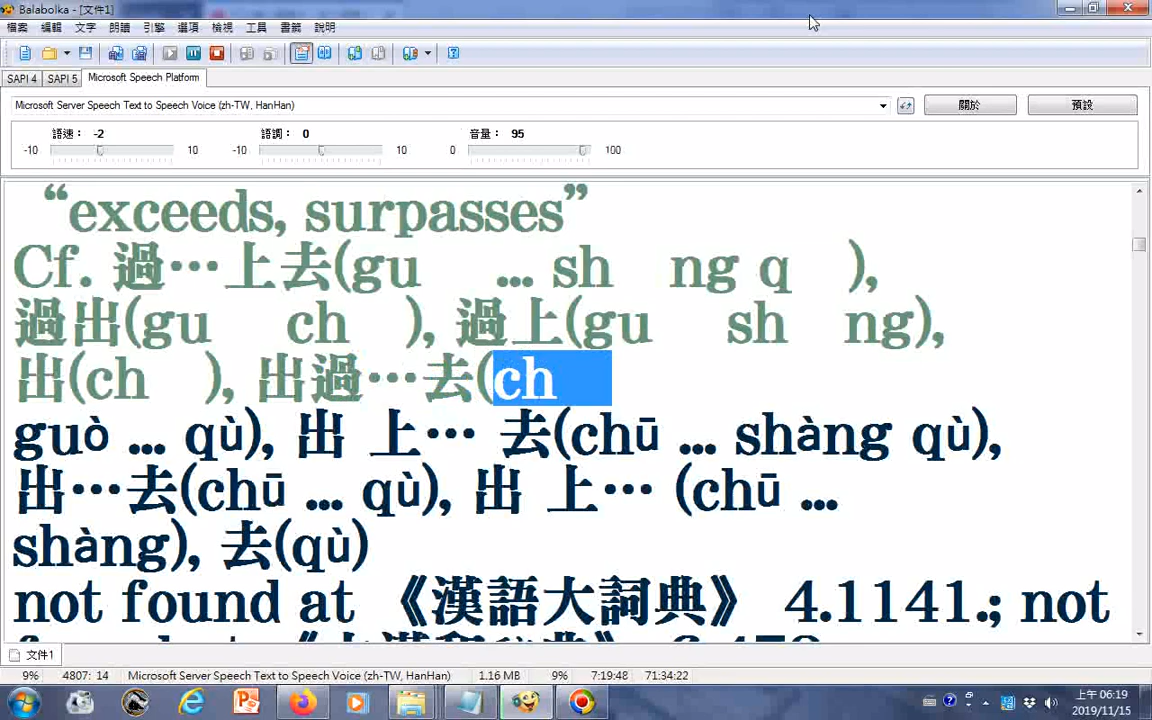 Balabolka - [文件1]
檔案 編輯 文字 朗讀 引擎 選項 檢視 工具 書籤 說明
SAPI 4 SAPI 5 Microsoft Speech Platform
Microsoft Server Speech Text to Speech Voice (zh-TW, HanHan) 關於 預設
語速: -2 語調: 0 音量: 95
-10 10 -10 10 0 100
“exceeds, surpasses”
Cf. 過…上去(gu ... sh ng q ),
過出(gu ch ), 過上(gu sh ng),
出(ch ), 出過…去(ch
guò ... qù), 出 上… 去(chū ... shàng qù),
出…去(chū ... qù), 出 上… (chū ...
shàng), 去(qù)
not found at 《漢語大詞典》 4.1141.; not
文件1
9% 4807: 14 Microsoft Server Speech Text to Speech Voice (zh-TW, HanHan) 1.16 MB 9% 7:19:48 71:34:22
上午 06:19
2019/11/15